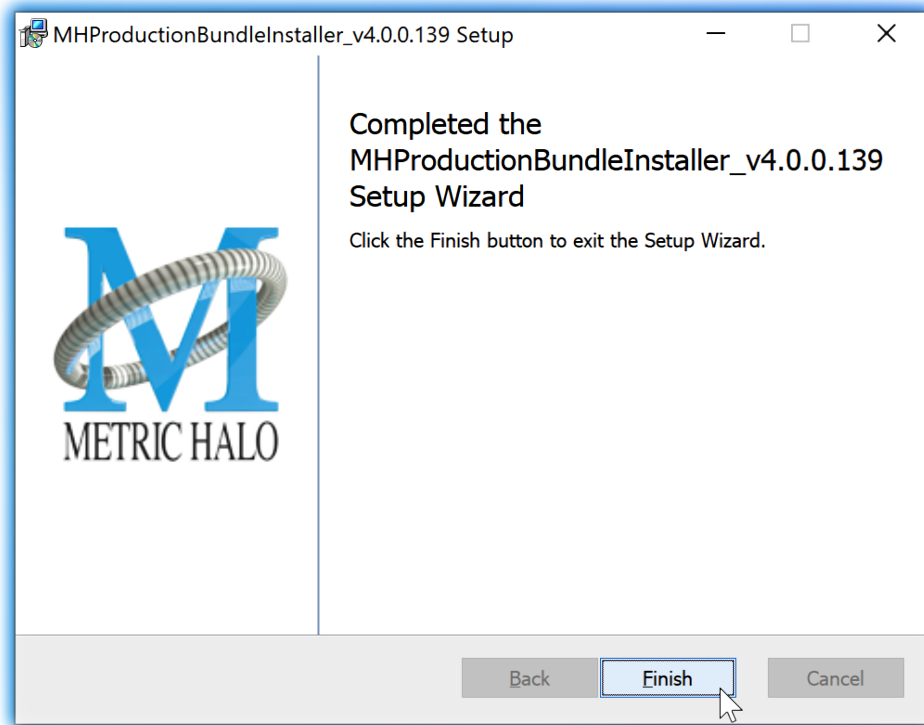 MHProductionBundleInstaller_v4.0.0.139 Setup
Completed the
MHProductionBundleInstaller_v4.0.0.139
Setup Wizard
Click the Finish button to exit the Setup Wizard.
METRIC HALO
Back
Finish
Cancel